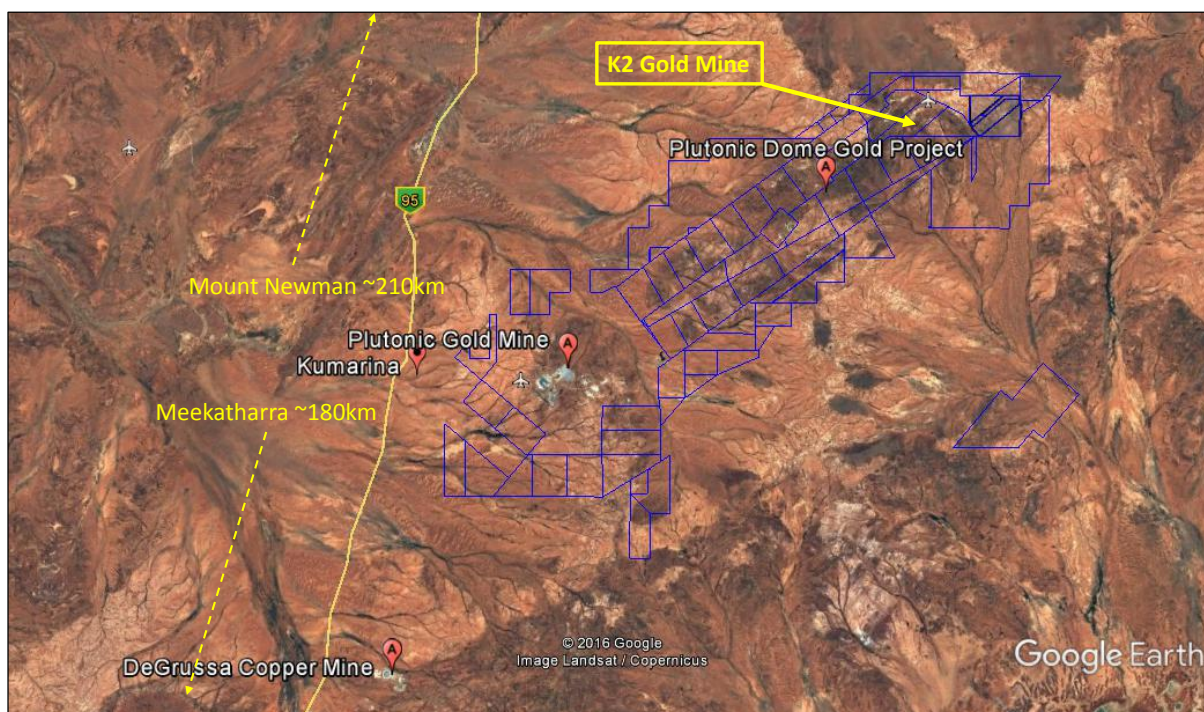 K2 Gold Mine
Plutonic Dome Gold Project
95
Mount Newman ~210km
Plutonic Gold Mine
Kumarina
Meekatharra ~180km
© 2016 Google
Image Landsat / Copernicus
Google Earth
DeGrussa Copper Mine
A
A
A